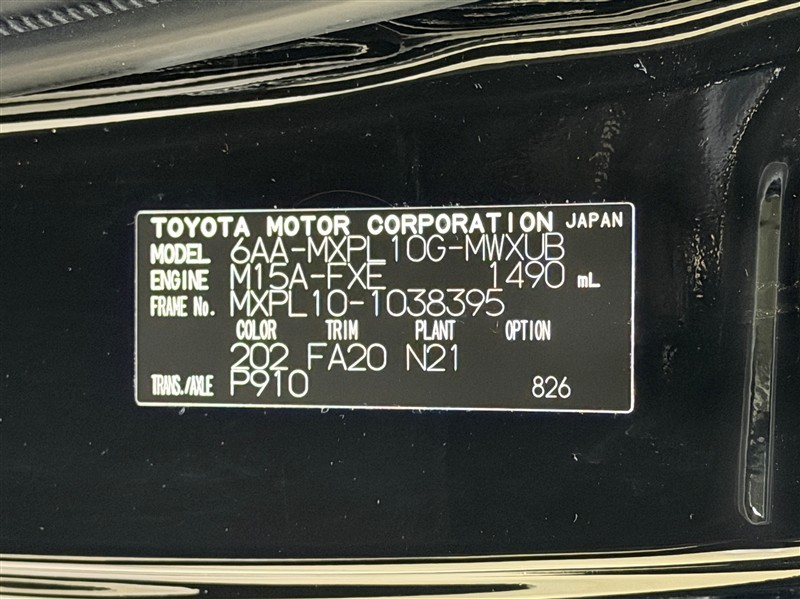 TOYOTA MOTOR CORPORATION JAPAN
MODEL 6AA-MXPL10G-MWXUB
ENGINE M15A-FXE 1490 mL
FRAME No. MXPL10-1038395
COLOR TRIM PLANT OPTION
202 FA20 N21
TRANS./AXLE P910 826